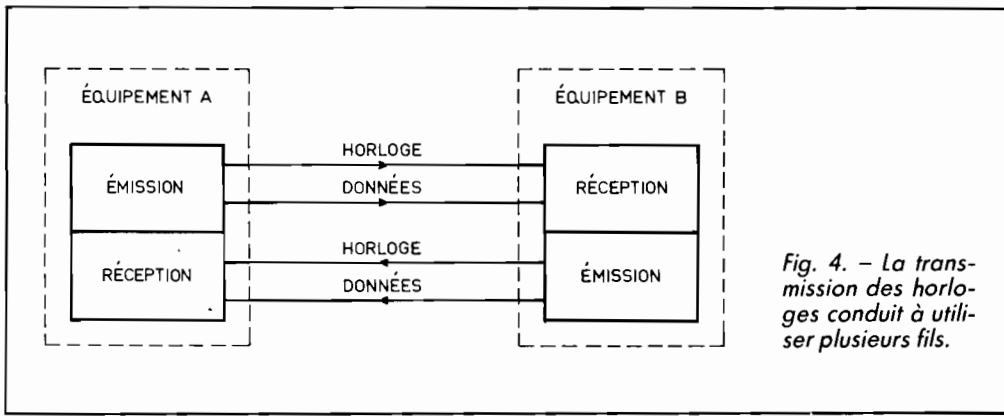 ÉQUIPEMENT A
ÉQUIPEMENT B
HORLOGE
ÉMISSION
DONNÉES
RÉCEPTION
HORLOGE
RÉCEPTION
DONNÉES
ÉMISSION
Fig. 4. – La trans-
mission des horlo-
ges conduit à utili-
ser plusieurs fils.